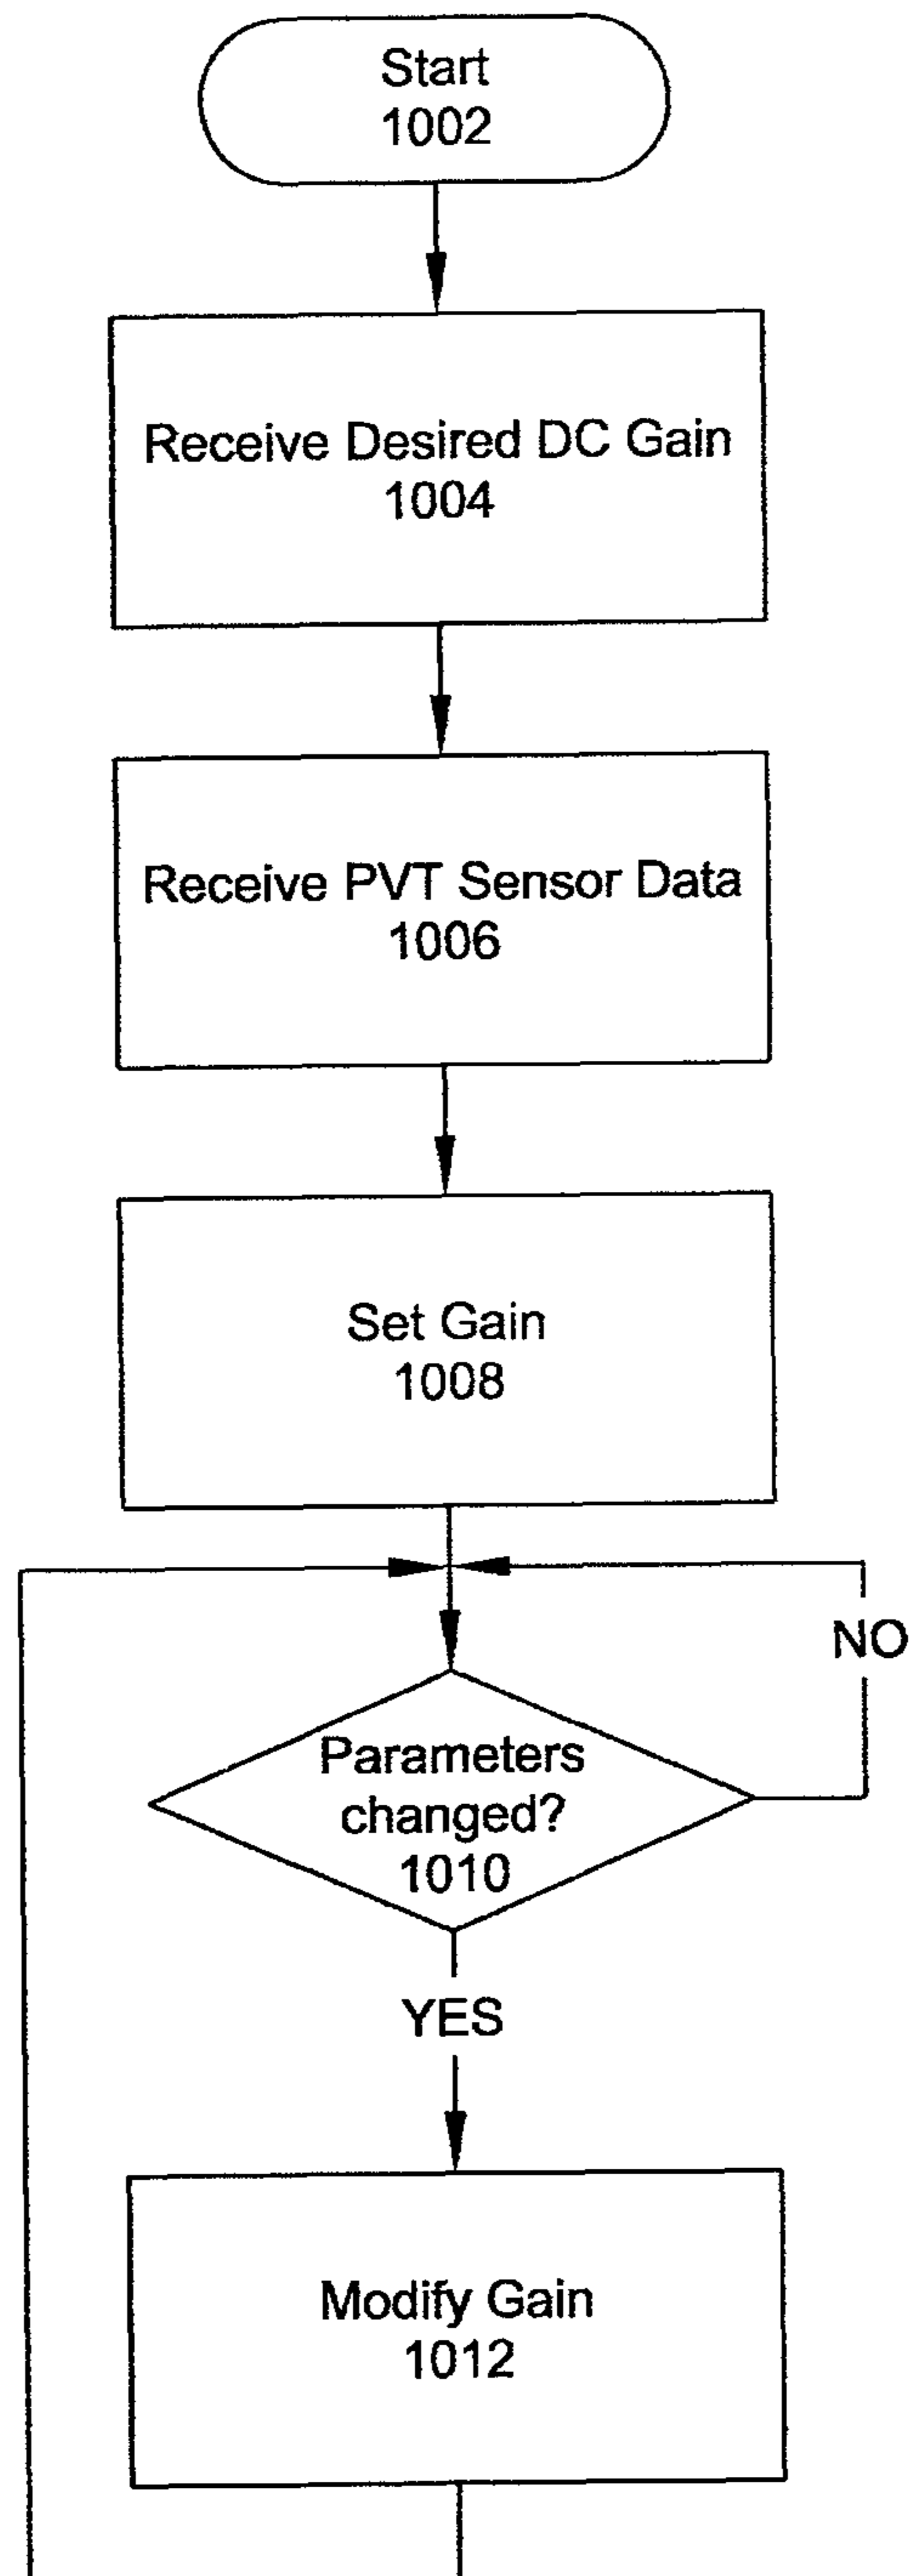 Start
1002
Receive Desired DC Gain
1004
Receive PVT Sensor Data
1006
Set Gain
1008
NO
Parameters
changed?
1010
YES
Modify Gain
1012